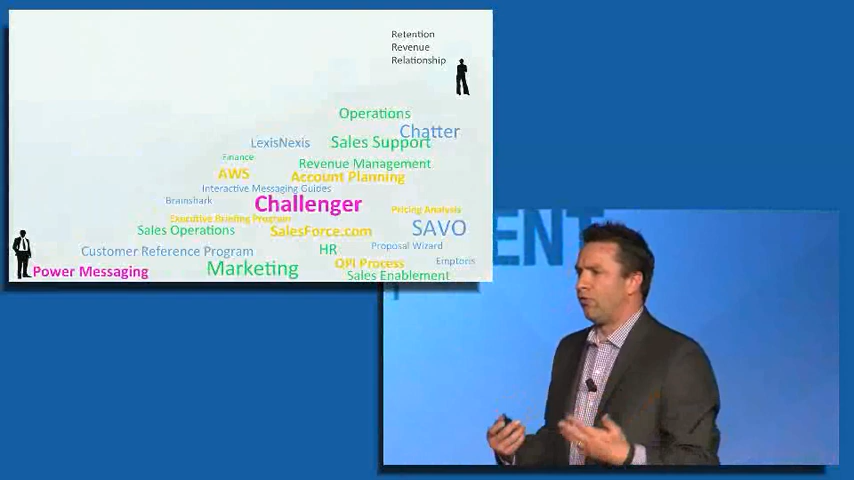 Retention
Revenue
Relationship
Operations
Chatter
LexisNexis
Sales Support
Finance
Revenue Management
AWS
Account Planning
Interactive Messaging Guides
Brainshark
Challenger
Pricing Analysis
Executive Briefing Program
SalesForce.com
SAVO
Sales Operations
Customer Reference Program
HR
Proposal Wizard
QPI Process
Emptoris
Power Messaging
Marketing
Sales Enablement
ENT